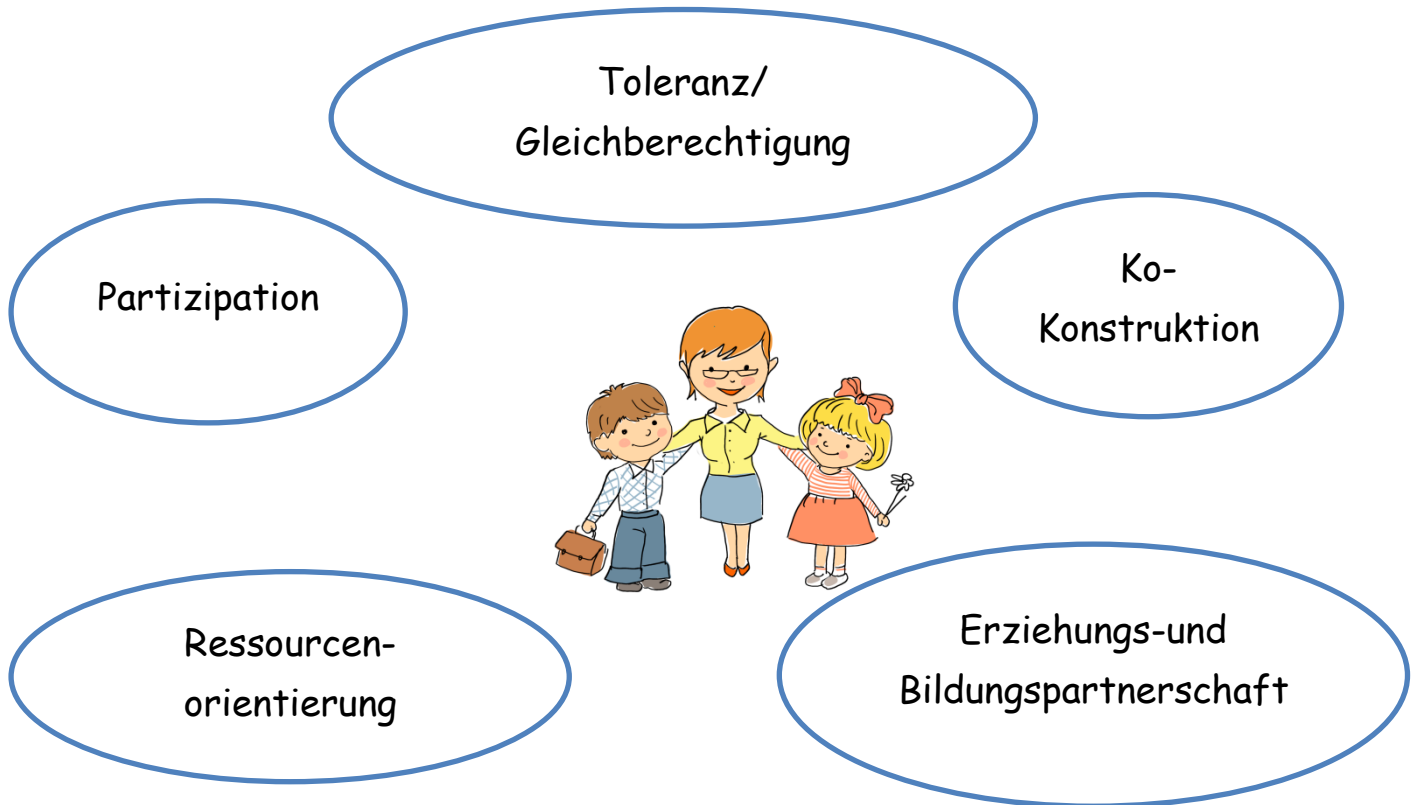 Toleranz/
Gleichberechtigung
Partizipation
Ko-
Konstruktion
Ressourcen-
orientierung
Erziehungs-und
Bildungspartnerschaft